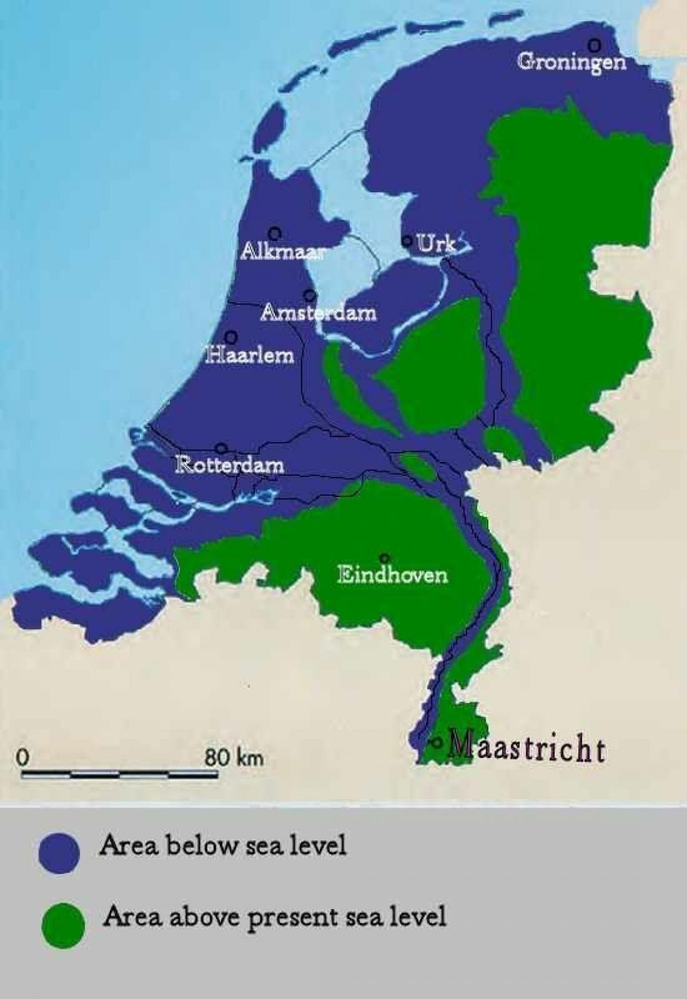 Groningen
Alkmaar
Urk
Amsterdam
Haarlem
Rotterdam
Eindhoven
Maastricht
0 80 km
Area below sea level
Area above present sea level